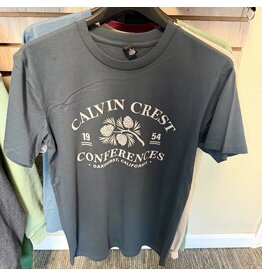 CALVIN CREST
19 54
CONFERENCES
• OAKHURST, CALIFORNIA •